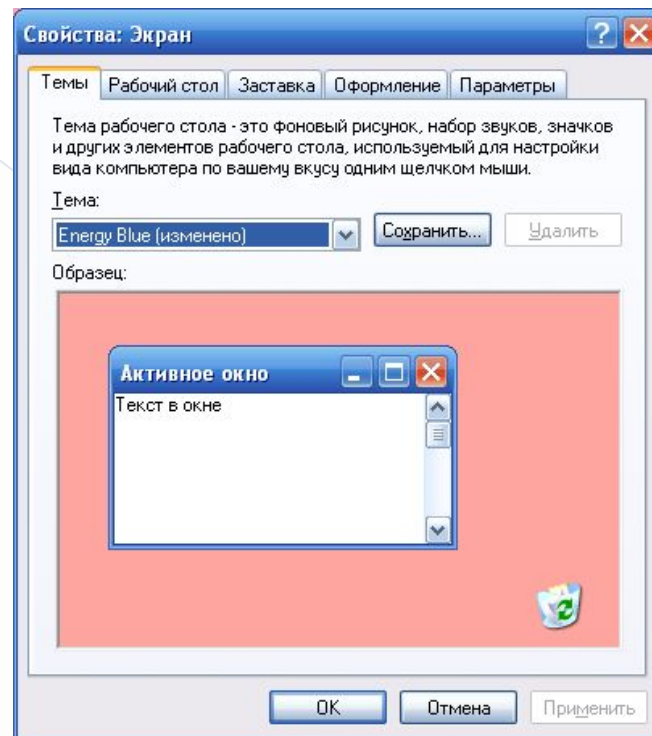 Свойства: Экран
Темы Рабочий стол Заставка Оформление Параметры
Тема рабочего стола - это фоновый рисунок, набор звуков, значков
и других элементов рабочего стола, используемый для настройки
вида компьютера по вашему вкусу одним щелчком мыши.
Тема:
Energy Blue (изменено) Сохранить... Удалить
Образец:
Активное окно
Текст в окне
ОК Отмена Применить